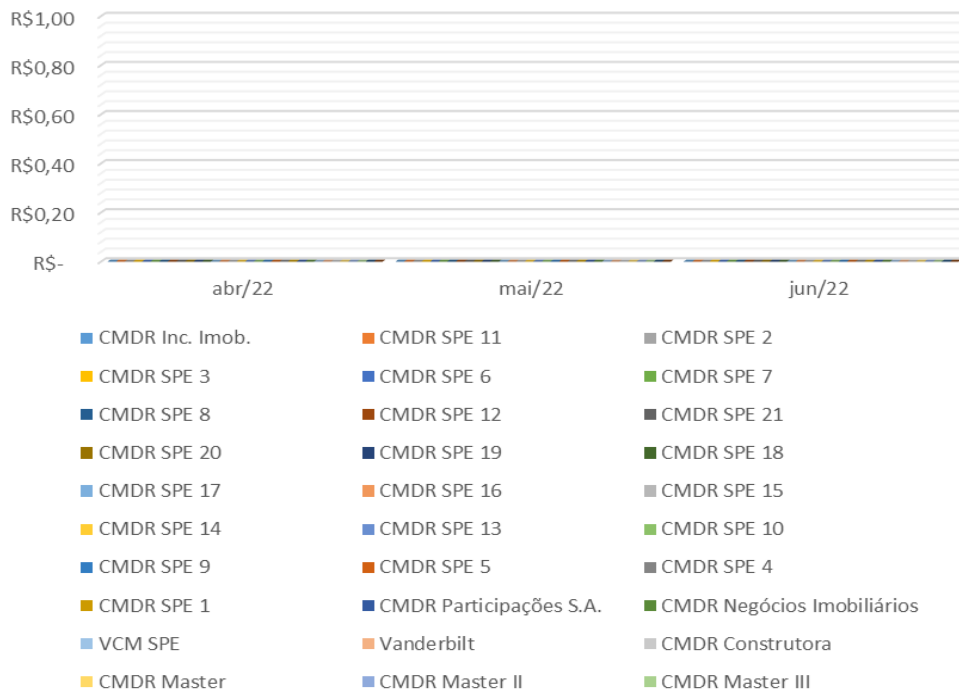 R$1,00
R$0,80
R$0,60
R$0,40
R$0,20
R$-
abr/22 mai/22 jun/22
CMDR Inc. Imob. CMDR SPE 11 CMDR SPE 2
CMDR SPE 3 CMDR SPE 6 CMDR SPE 7
CMDR SPE 8 CMDR SPE 12 CMDR SPE 21
CMDR SPE 20 CMDR SPE 19 CMDR SPE 18
CMDR SPE 17 CMDR SPE 16 CMDR SPE 15
CMDR SPE 14 CMDR SPE 13 CMDR SPE 10
CMDR SPE 9 CMDR SPE 5 CMDR SPE 4
CMDR SPE 1 CMDR Participações S.A. CMDR Negócios Imobiliários
VCM SPE Vanderbilt CMDR Construtora
CMDR Master CMDR Master II CMDR Master III